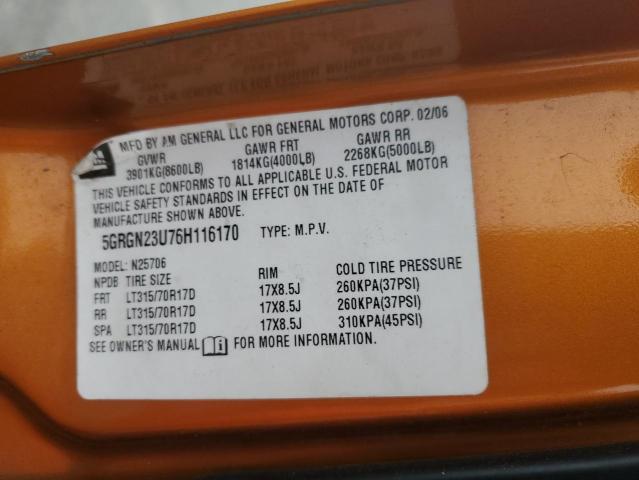 MFD BY AM GENERAL LLC FOR GENERAL MOTORS CORP. 02/06
GVWR GAWR FRT GAWR RR
3901KG(8600LB) 1814KG(4000LB) 2268KG(5000LB)
THIS VEHICLE CONFORMS TO ALL APPLICABLE U.S. FEDERAL MOTOR
VEHICLE SAFETY STANDARDS IN EFFECT ON THE DATE OF
MANUFACTURE SHOWN ABOVE.
5GRGN23U76H116170 TYPE: M.P.V.
MODEL: N25706
NPDB TIRE SIZE RIM COLD TIRE PRESSURE
FRT LT315/70R17D 17X8.5J 260KPA(37PSI)
RR LT315/70R17D 17X8.5J 260KPA(37PSI)
SPA LT315/70R17D 17X8.5J 310KPA(45PSI)
SEE OWNER'S MANUAL FOR MORE INFORMATION.